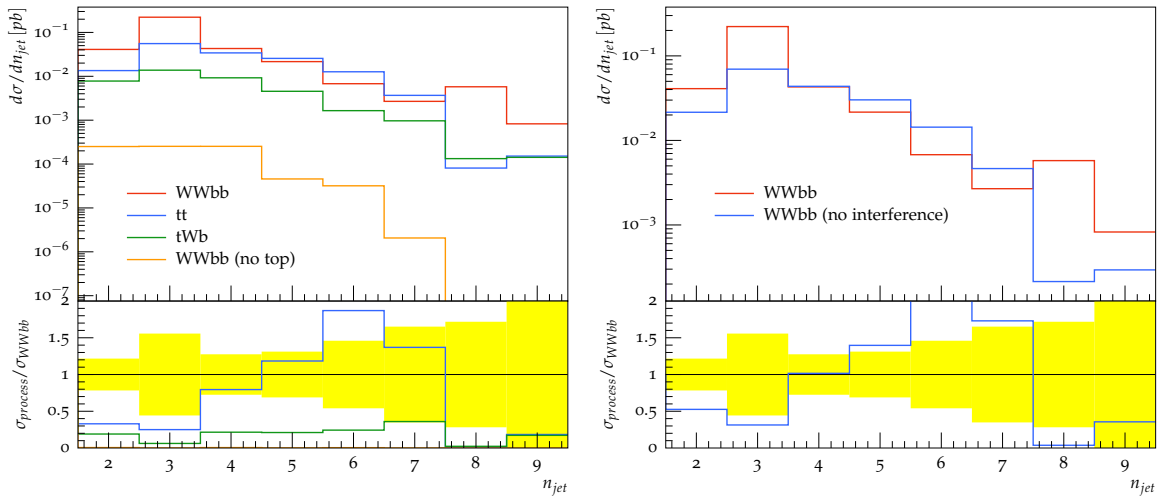 dσ/dn_jet [pb]
10⁻¹
10⁻²
10⁻³
10⁻⁴
10⁻⁵
10⁻⁶
10⁻⁷
WWbb
tt
tWb
WWbb (no top)
σ_process/σ_WWbb
2
1.5
1
0.5
0
2 3 4 5 6 7 8 9
n_jet
dσ/dn_jet [pb]
10⁻¹
10⁻²
10⁻³
WWbb
WWbb (no interference)
σ_process/σ_WWbb
2
1.5
1
0.5
0
2 3 4 5 6 7 8 9
n_jet